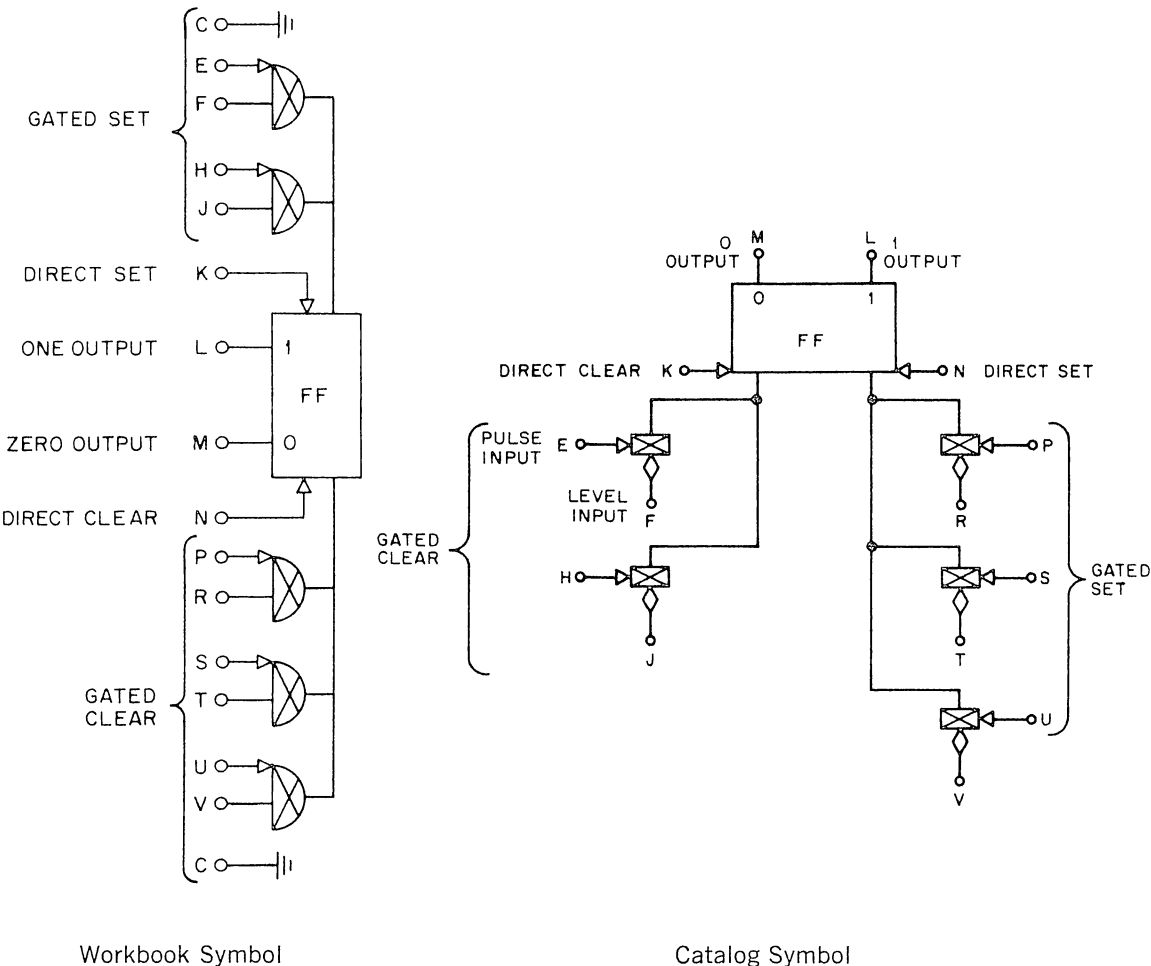 C
E
F
GATED SET
H
J
DIRECT SET K
ONE OUTPUT L 1
FF
ZERO OUTPUT M 0
DIRECT CLEAR N
P
R
S
GATED
CLEAR
T
U
V
C
Workbook Symbol
0 M
OUTPUT
L 1
OUTPUT
0 1
FF
DIRECT CLEAR K
N DIRECT SET
PULSE
INPUT
E
LEVEL
INPUT
F
GATED
CLEAR
H
J
P
R
S
GATED
SET
T
U
V
Catalog Symbol